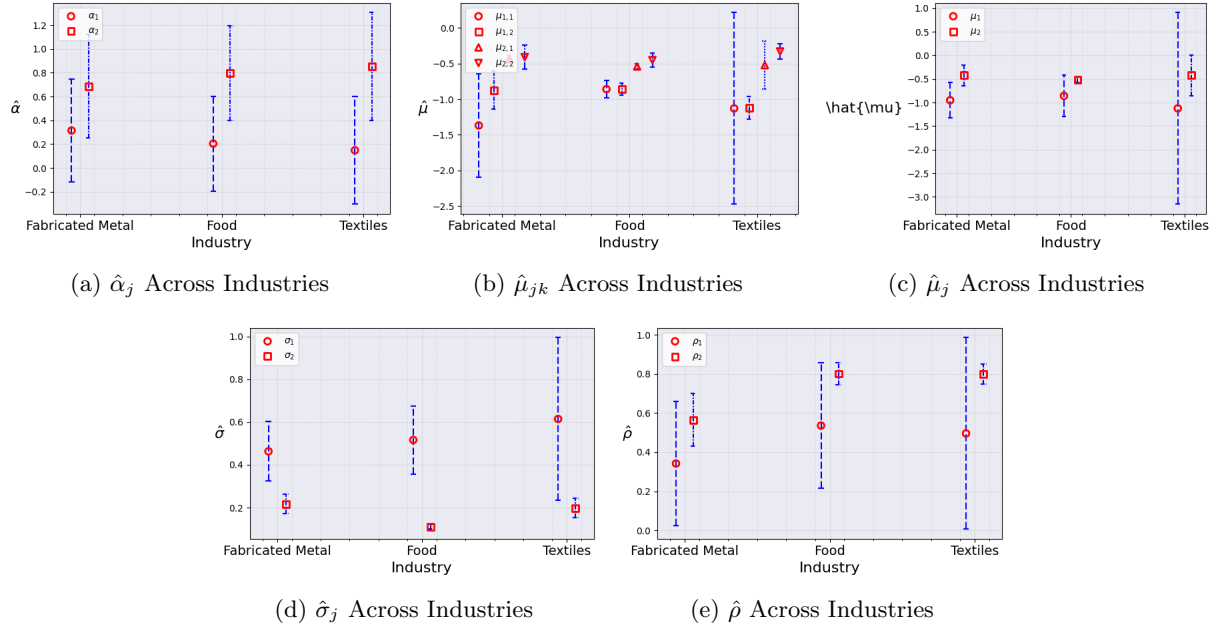 α₁
α₂
1.2
1.0
0.8
0.6
0.4
0.2
0.0
−0.2
α̂
Fabricated Metal Food Textiles
Industry
(a) α̂ⱼ Across Industries
μ₁,₁
μ₁,₂
μ₂,₁
μ₂,₂
0.0
−0.5
−1.0
−1.5
−2.0
−2.5
μ̂
Fabricated Metal Food Textiles
Industry
(b) μ̂ⱼₖ Across Industries
μ₁
μ₂
1.0
0.5
0.0
−0.5
−1.0
−1.5
−2.0
−2.5
−3.0
\hat{\mu}
Fabricated Metal Food Textiles
Industry
(c) μ̂ⱼ Across Industries
σ₁
σ₂
1.0
0.8
0.6
0.4
0.2
σ̂
Fabricated Metal Food Textiles
Industry
(d) σ̂ⱼ Across Industries
ρ₁
ρ₂
1.0
0.8
0.6
0.4
0.2
0.0
ρ̂
Fabricated Metal Food Textiles
Industry
(e) ρ̂ Across Industries